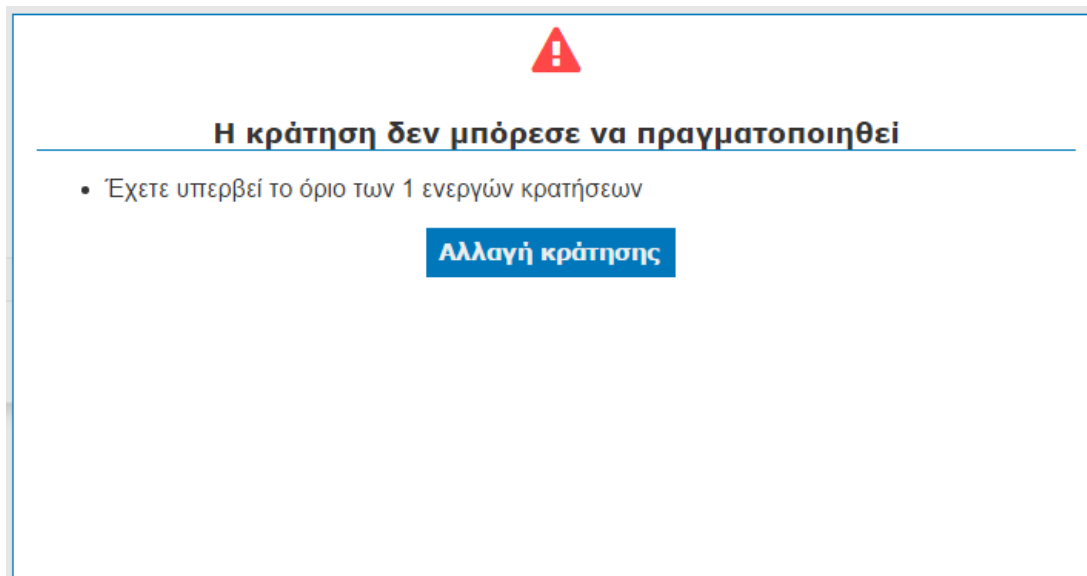 Η κράτηση δεν μπόρεσε να πραγματοποιηθεί
• Έχετε υπερβεί το όριο των 1 ενεργών κρατήσεων
Αλλαγή κράτησης